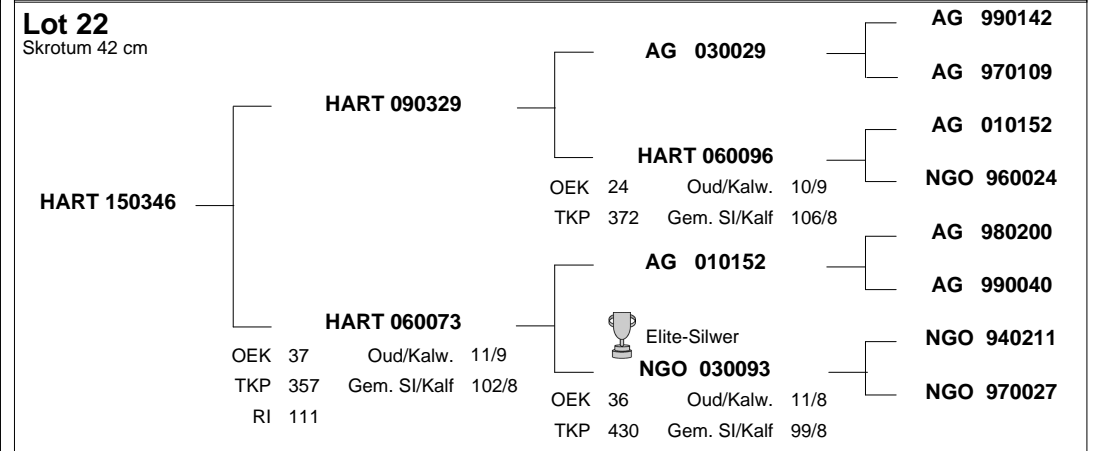 Lot 22
Skrotum 42 cm
AG 990142
AG 030029
AG 970109
HART 090329
AG 010152
HART 060096
NGO 960024
OEK 24 Oud/Kalw. 10/9
TKP 372 Gem. SI/Kalf 106/8
HART 150346
AG 980200
AG 010152
AG 990040
HART 060073
Elite-Silwer
NGO 940211
OEK 37 Oud/Kalw. 11/9
NGO 030093
TKP 357 Gem. SI/Kalf 102/8
NGO 970027
RI 111
OEK 36 Oud/Kalw. 11/8
TKP 430 Gem. SI/Kalf 99/8